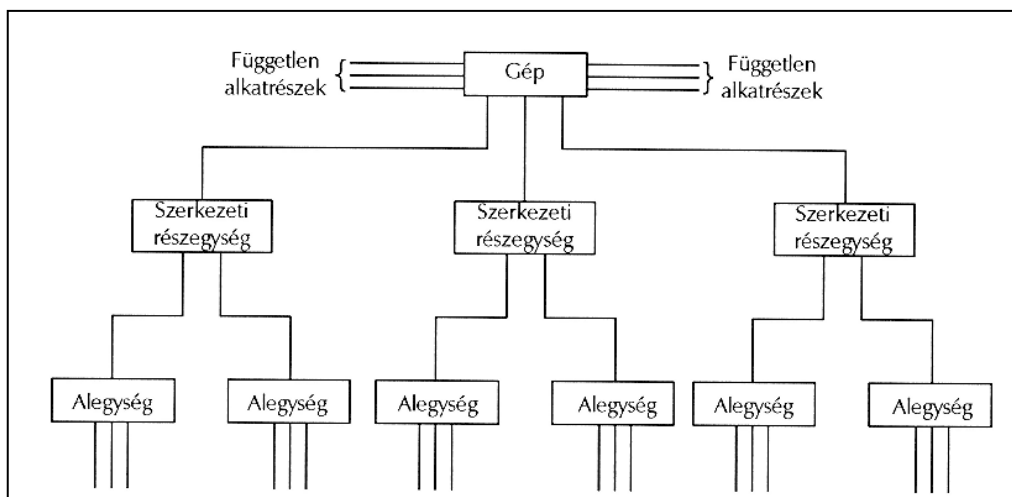 Független
alkatrészek
Gép
Független
alkatrészek
Szerkezeti
részegység
Szerkezeti
részegység
Szerkezeti
részegység
Alegység
Alegység
Alegység
Alegység
Alegység
Alegység